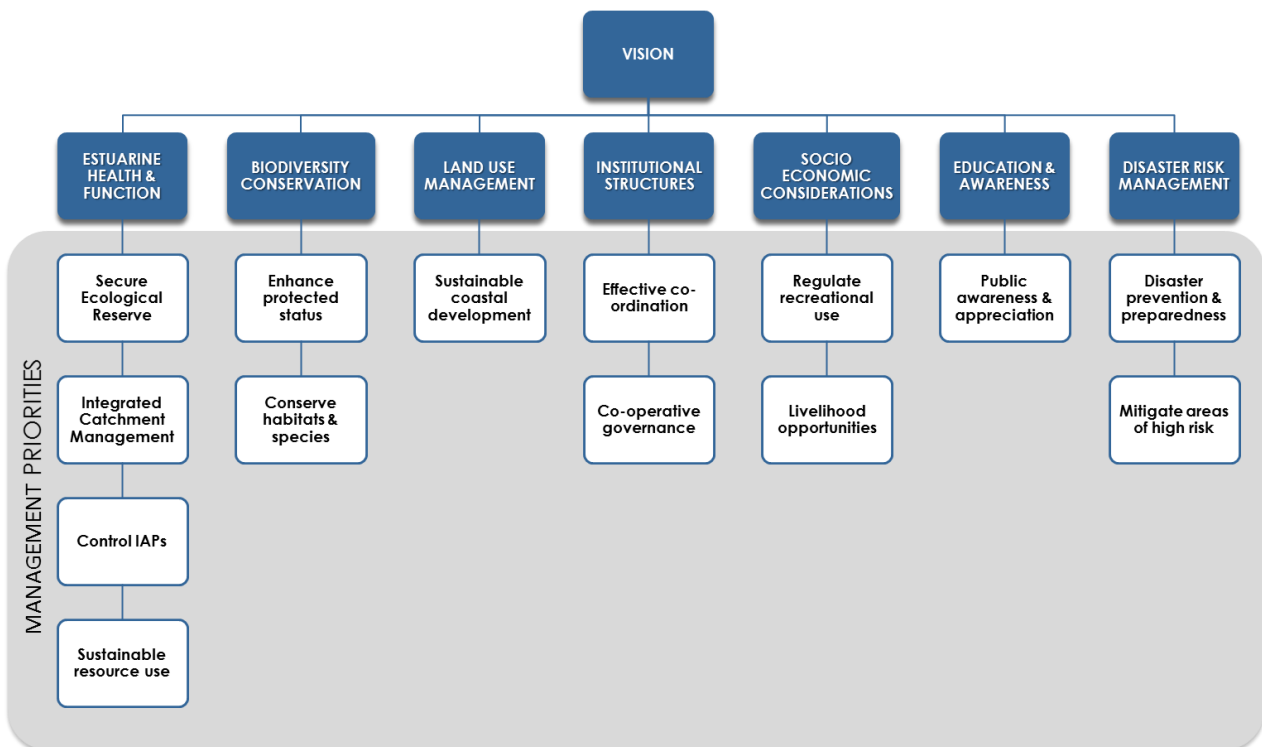 VISION
ESTUARINE
HEALTH &
FUNCTION
BIODIVERSITY
CONSERVATION
LAND USE
MANAGEMENT
INSTITUTIONAL
STRUCTURES
SOCIO
ECONOMIC
CONSIDERATIONS
EDUCATION &
AWARENESS
DISASTER RISK
MANAGEMENT
MANAGEMENT PRIORITIES
Secure
Ecological
Reserve
Enhance
protected
status
Sustainable
coastal
development
Effective co-
ordination
Regulate
recreational
use
Public
awareness &
appreciation
Disaster
prevention &
preparedness
Integrated
Catchment
Management
Conserve
habitats &
species
Co-operative
governance
Livelihood
opportunities
Mitigate areas
of high risk
Control IAPs
Sustainable
resource use